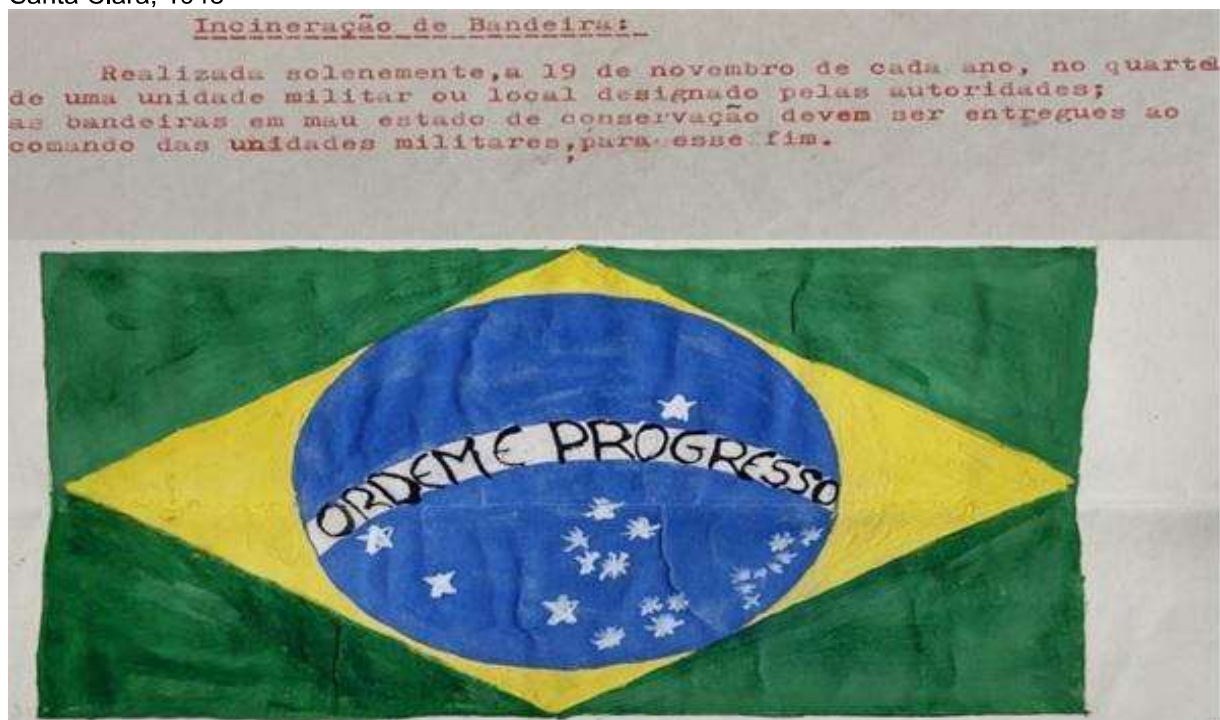 Incineração de Bandeira:
Realizada solenemente,a 19 de novembro de cada ano, no quartel
de uma unidade militar ou local designado pelas autoridades;
as bandeiras em mau estado de conservação devem ser entregues ao
comando das unidades militares,para esse fim.
ORDEM E PROGRESSO